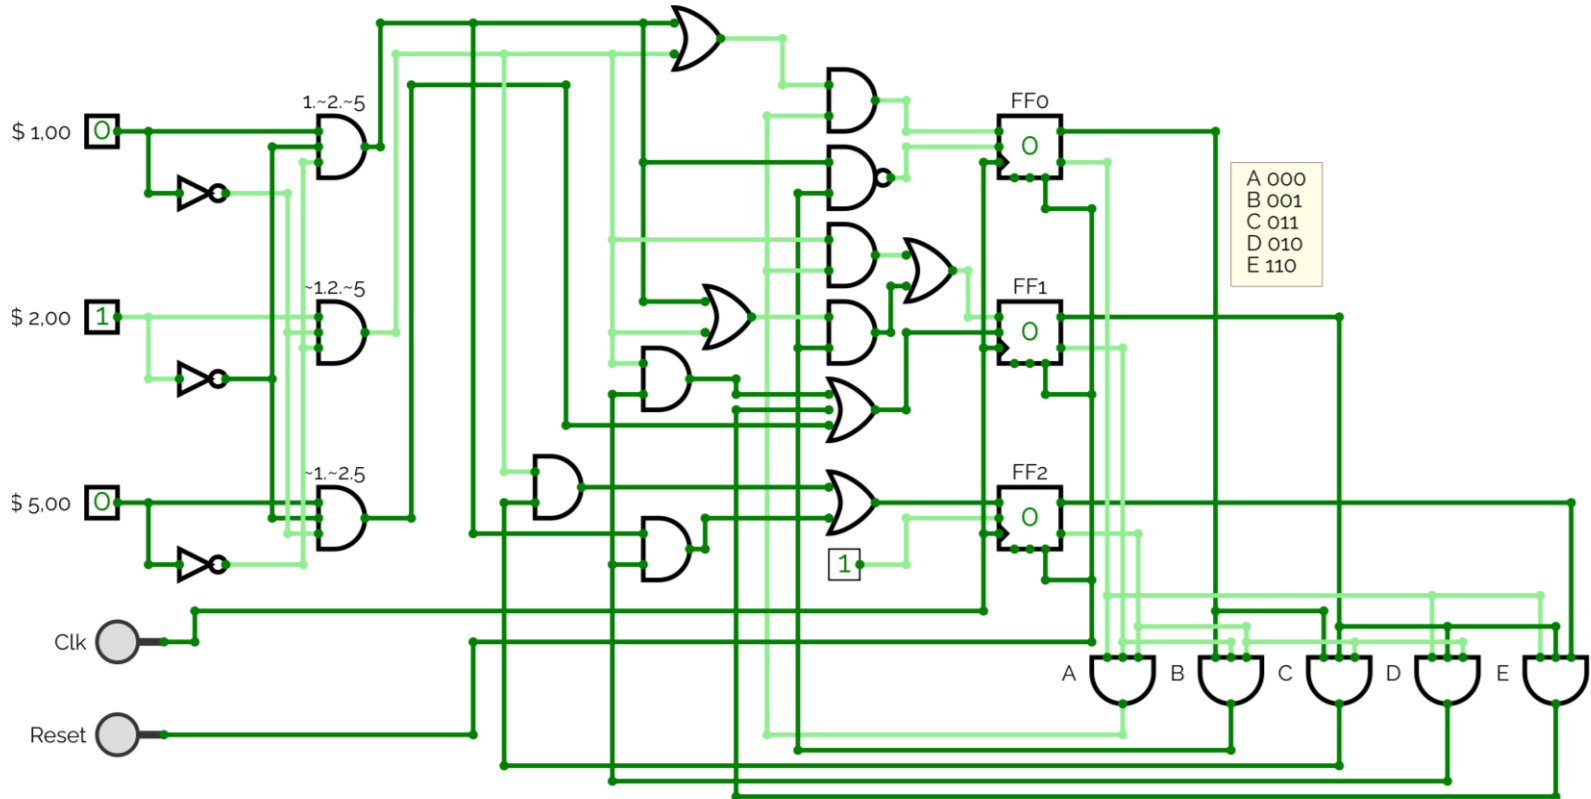 1.~2.~5
$ 1,00
0
FF0
0
A 000
B 001
C 011
D 010
E 110
~1.2.~5
$ 2,00
1
FF1
0
~1.~2.5
$ 5,00
0
FF2
0
1
Clk
Reset
A
B
C
D
E